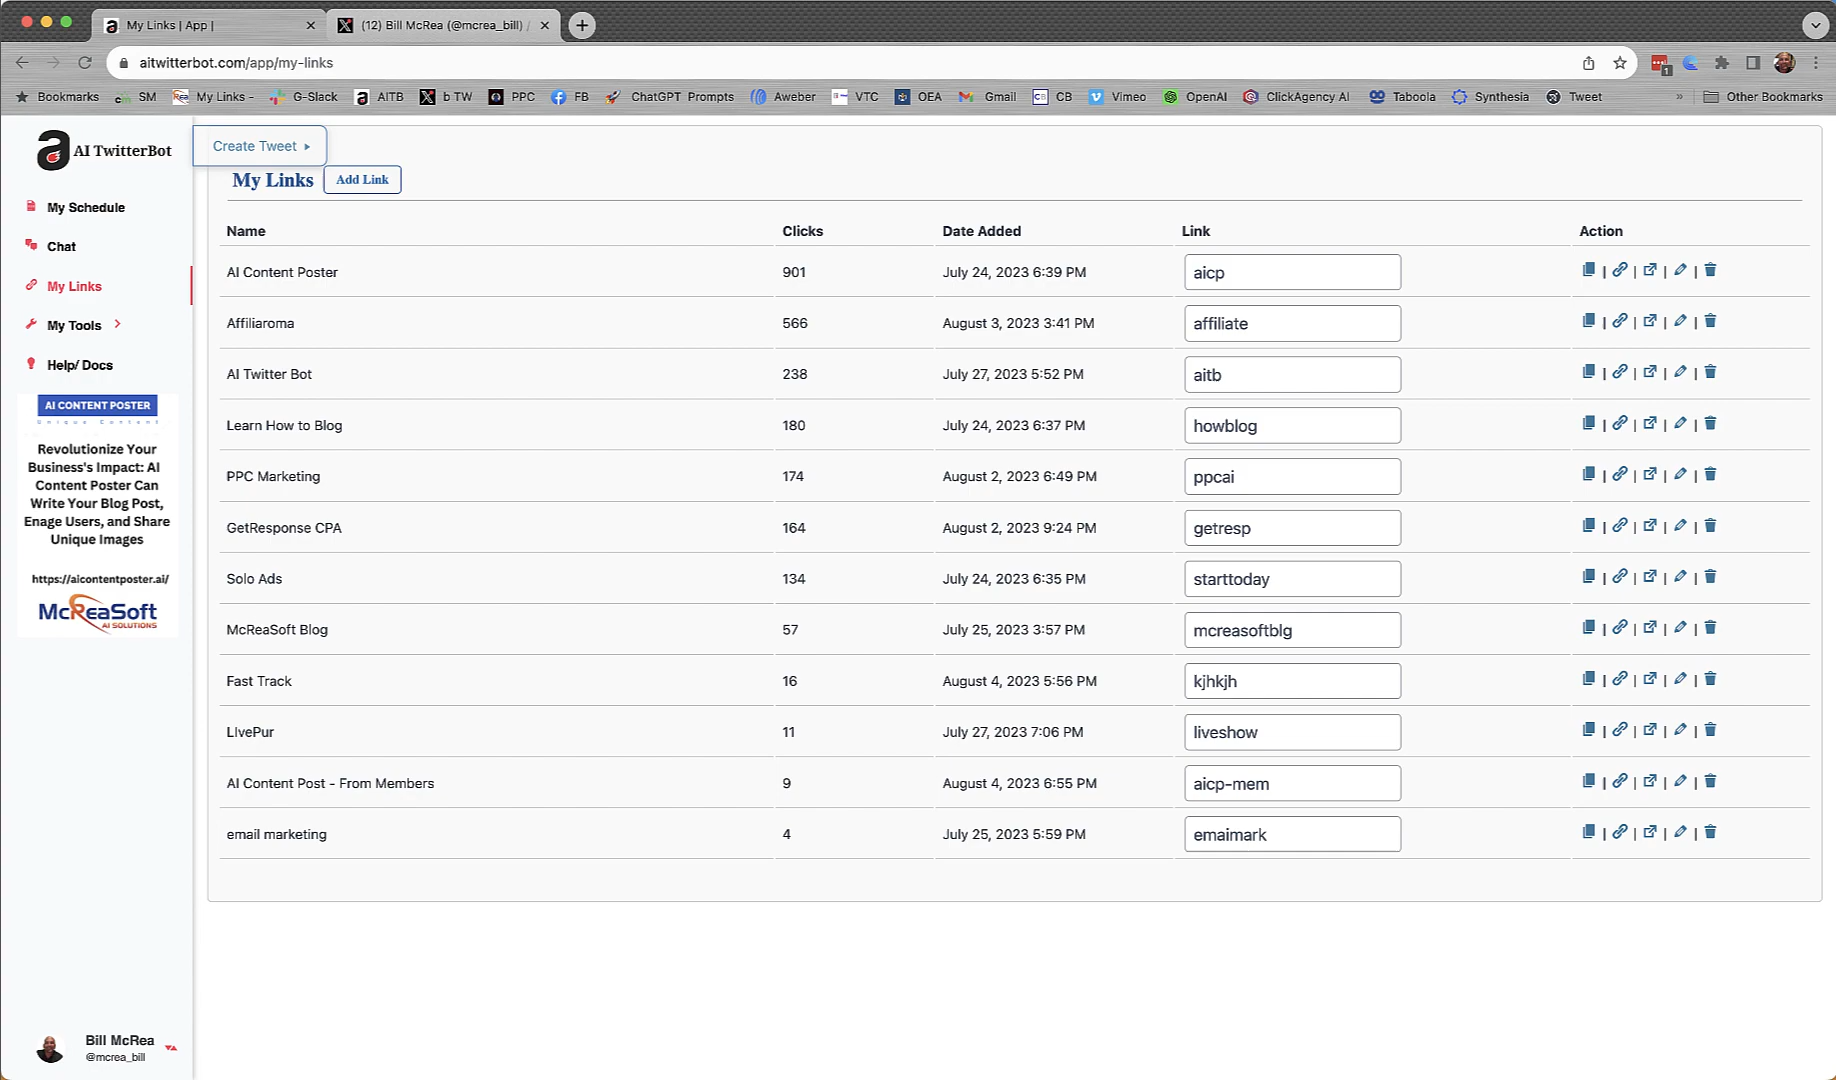 My Links | App |
(12) Bill McRea (@mcrea_bill) /
aitwitterbot.com/app/my-links
1
Bookmarks SM My Links - G-Slack AITB b TW PPC FB ChatGPT Prompts Aweber VTC OEA Gmail CB Vimeo OpenAI ClickAgency AI Taboola Synthesia Tweet » Other Bookmarks
AI TwitterBot
My Schedule
Chat
My Links
My Tools
Help/ Docs
AI CONTENT POSTER
Unique Content
Revolutionize Your
Business's Impact: AI
Content Poster Can
Write Your Blog Post,
Enage Users, and Share
Unique Images
https://aicontentposter.ai/
McReaSoft
AI SOLUTIONS
Bill McRea
@mcrea_bill
Create Tweet
My Links Add Link
Name Clicks Date Added Link Action
AI Content Poster 901 July 24, 2023 6:39 PM aicp | | | |
Affiliaroma 566 August 3, 2023 3:41 PM affiliate | | | |
AI Twitter Bot 238 July 27, 2023 5:52 PM aitb | | | |
Learn How to Blog 180 July 24, 2023 6:37 PM howblog | | | |
PPC Marketing 174 August 2, 2023 6:49 PM ppcai | | | |
GetResponse CPA 164 August 2, 2023 9:24 PM getresp | | | |
Solo Ads 134 July 24, 2023 6:35 PM starttoday | | | |
McReaSoft Blog 57 July 25, 2023 3:57 PM mcreasoftblg | | | |
Fast Track 16 August 4, 2023 5:56 PM kjhkjh | | | |
LIvePur 11 July 27, 2023 7:06 PM liveshow | | | |
AI Content Post - From Members 9 August 4, 2023 6:55 PM aicp-mem | | | |
email marketing 4 July 25, 2023 5:59 PM emaimark | | | |